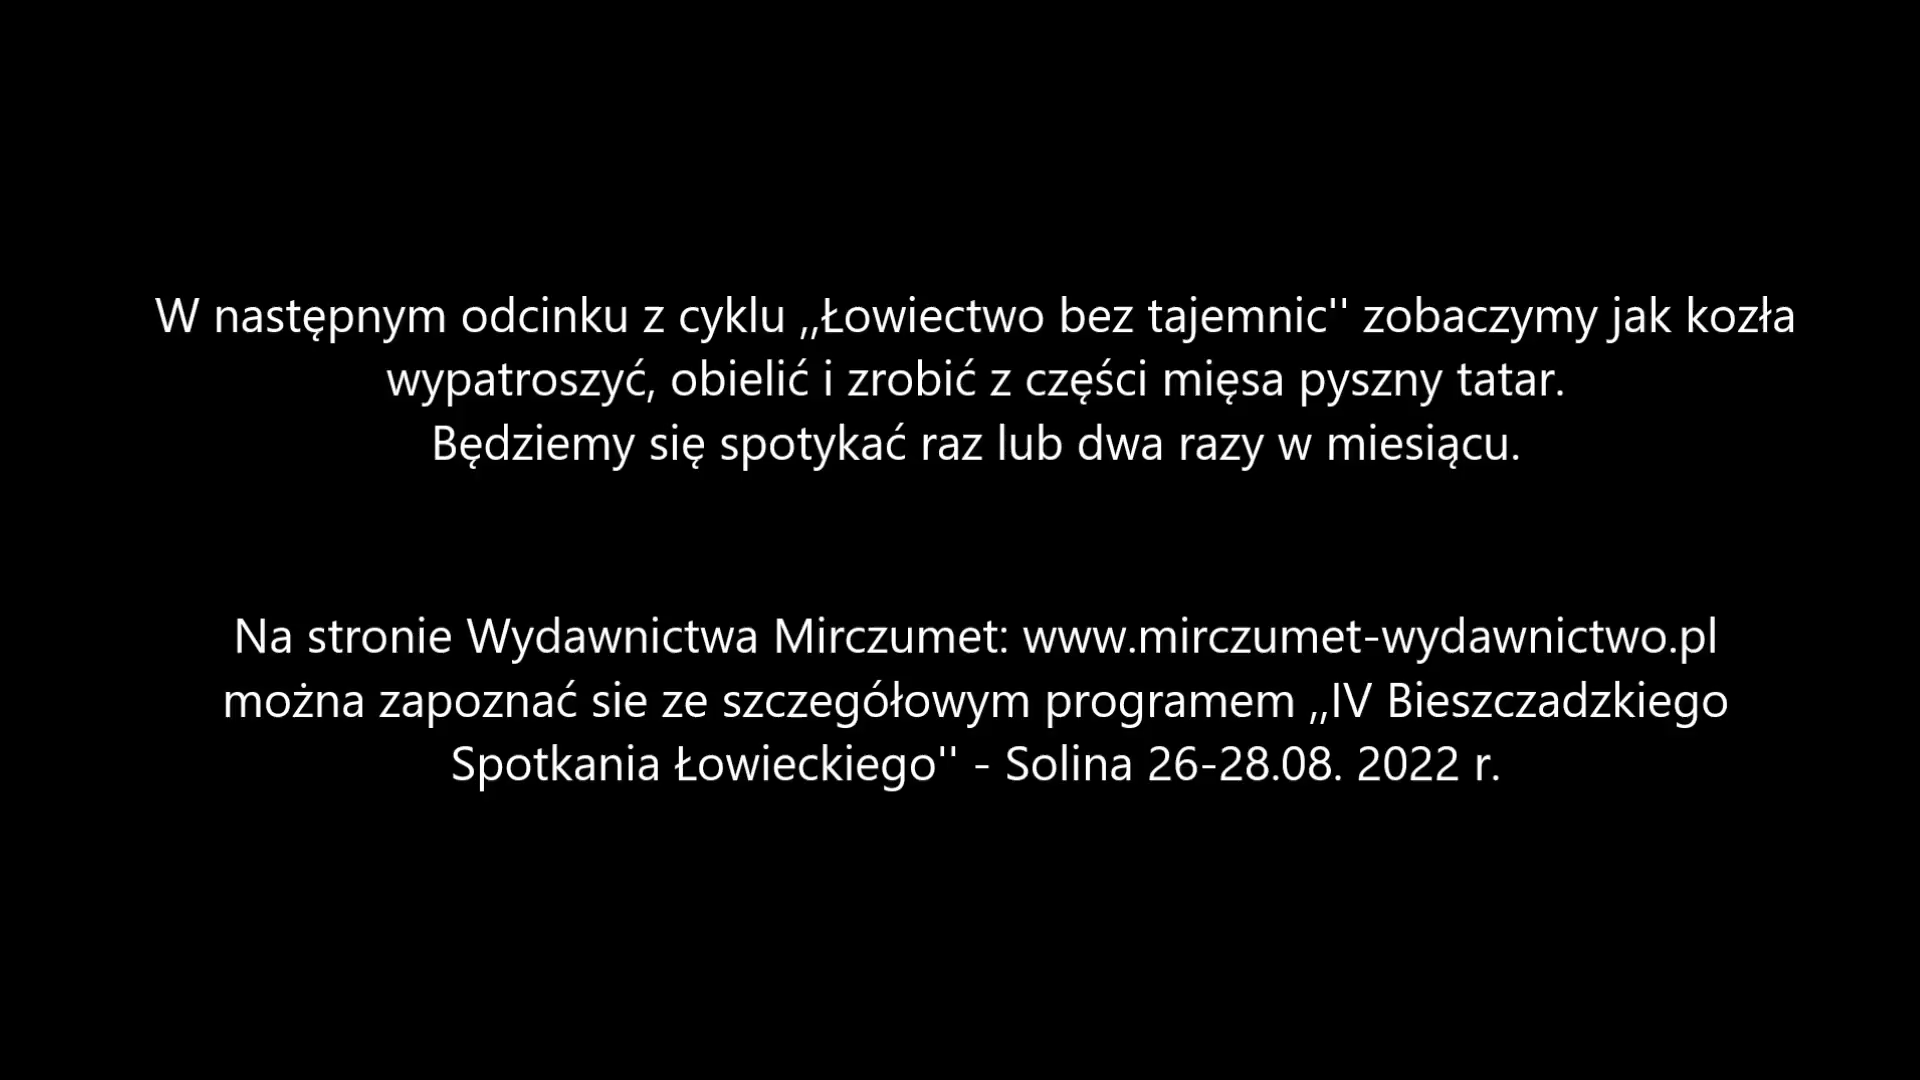 W następnym odcinku z cyklu ,,Łowiectwo bez tajemnic'' zobaczymy jak kozła
wypatroszyć, obielić i zrobić z części mięsa pyszny tatar.
Będziemy się spotykać raz lub dwa razy w miesiącu.
Na stronie Wydawnictwa Mirczumet: www.mirczumet-wydawnictwo.pl
można zapoznać sie ze szczegółowym programem ,,IV Bieszczadzkiego
Spotkania Łowieckiego'' - Solina 26-28.08. 2022 r.